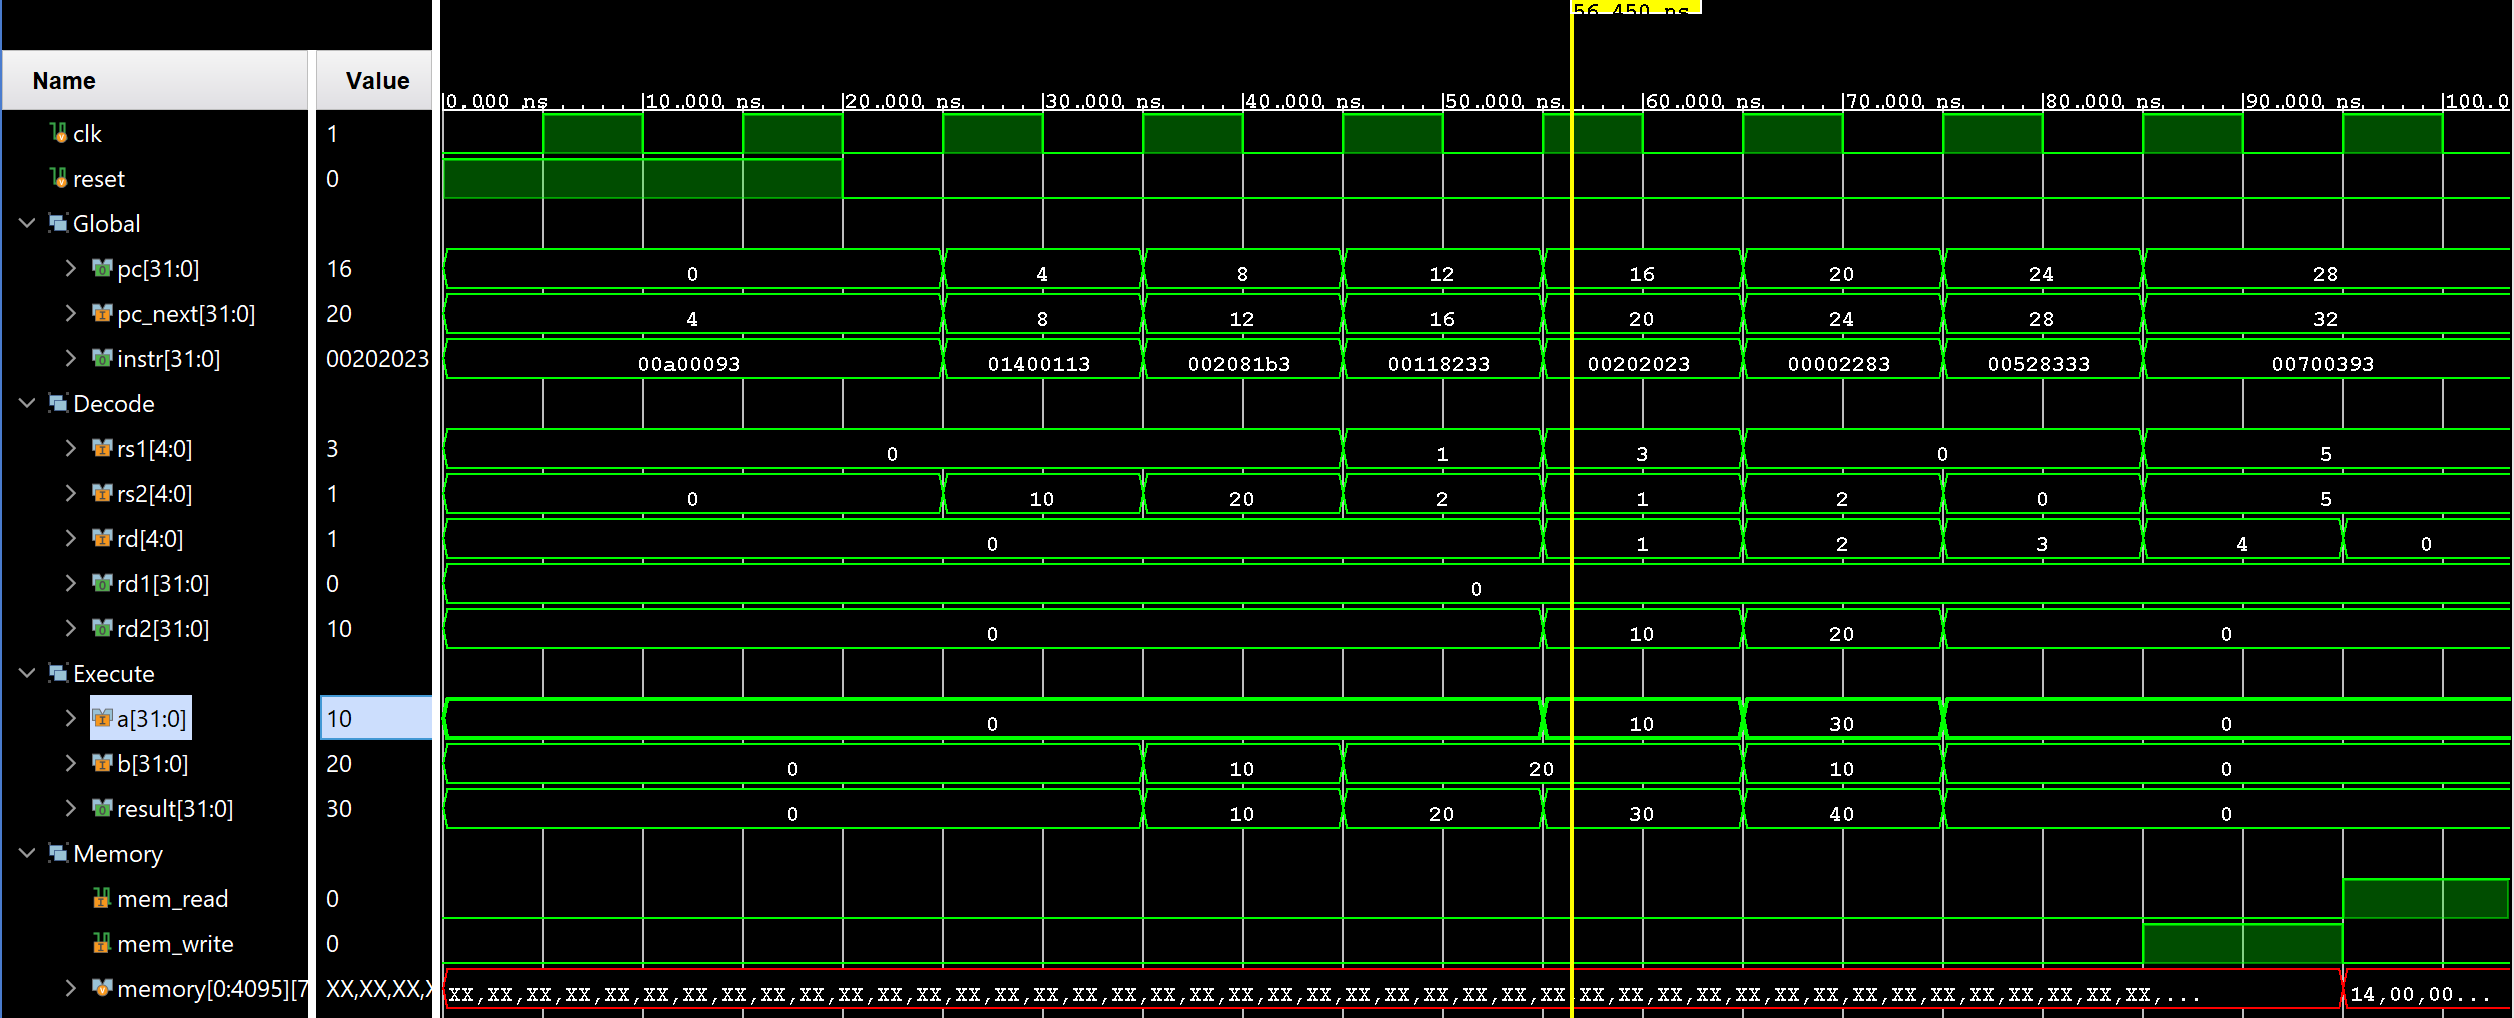 56.450 ns
Name Value
0.000 ns 10.000 ns 20.000 ns 30.000 ns 40.000 ns 50.000 ns 60.000 ns 70.000 ns 80.000 ns 90.000 ns 100.0
clk 1
reset 0
Global
pc[31:0] 16 0 4 8 12 16 20 24 28
pc_next[31:0] 20 4 8 12 16 20 24 28 32
instr[31:0] 00202023 00a00093 01400113 002081b3 00118233 00202023 00002283 00528333 00700393
Decode
rs1[4:0] 3 0 1 3 0 5
rs2[4:0] 1 0 10 20 2 1 2 0 5
rd[4:0] 1 0 1 2 3 4 0
rd1[31:0] 0 0
rd2[31:0] 10 0 10 20 0
Execute
a[31:0] 10 0 10 30 0
b[31:0] 20 0 10 20 10 0
result[31:0] 30 0 10 20 30 40 0
Memory
mem_read 0
mem_write 0
memory[0:4095][7 XX,XX,XX,X XX,XX,XX,XX,XX,XX,XX,XX,XX,XX,XX,XX,XX,XX,XX,XX,XX,XX,XX,XX,XX,XX,XX,XX,XX,XX,XX,XX,XX,XX,XX,XX,XX,XX,XX,XX,XX,XX,XX,XX,XX,XX,XX,XX,... 14,00,00...